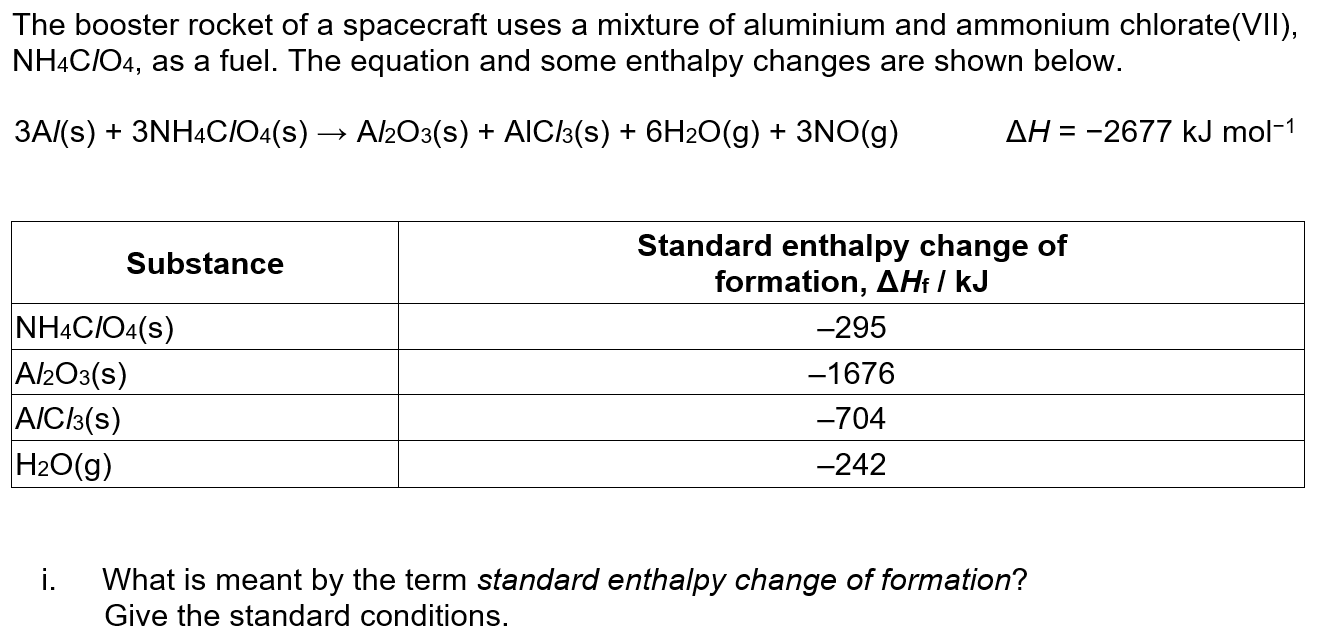 The booster rocket of a spacecraft uses a mixture of aluminium and ammonium chlorate(VII),
NH4ClO4, as a fuel. The equation and some enthalpy changes are shown below.
3Al(s) + 3NH4ClO4(s) → Al2O3(s) + AlCl3(s) + 6H2O(g) + 3NO(g) ΔH = −2677 kJ mol−1
Substance
Standard enthalpy change of
formation, ΔHf / kJ
NH4ClO4(s) –295
Al2O3(s) –1676
AlCl3(s) –704
H2O(g) –242
i. What is meant by the term standard enthalpy change of formation?
Give the standard conditions.